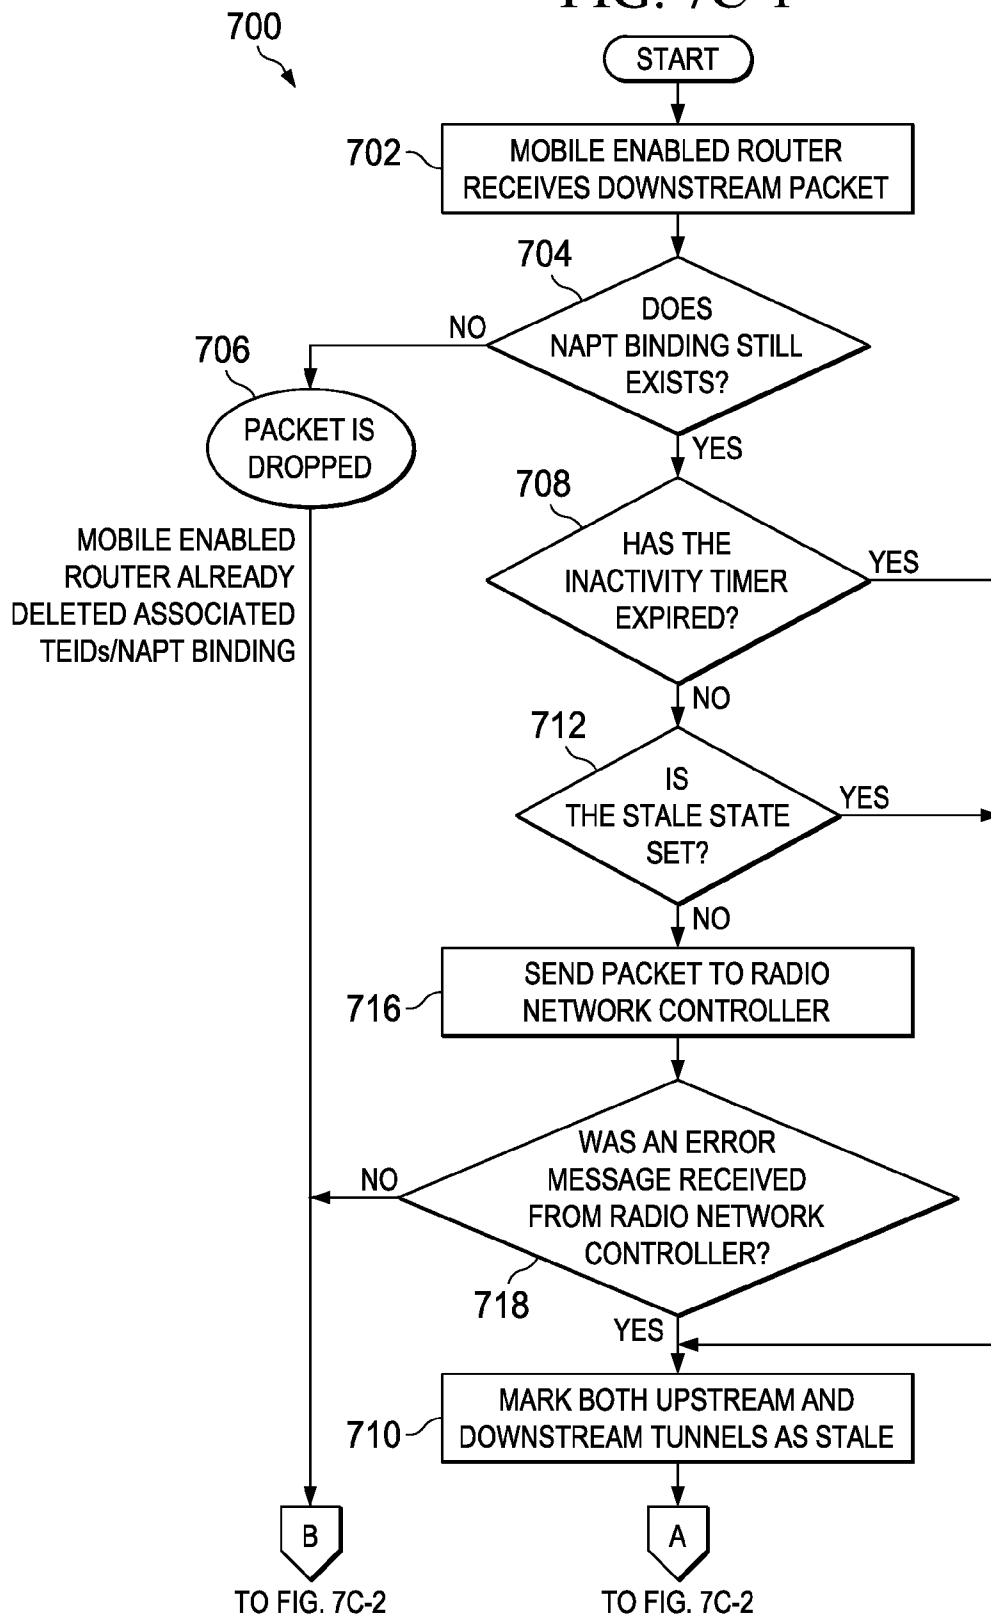 FIG. 7C-1
700
START
702
MOBILE ENABLED ROUTER
RECEIVES DOWNSTREAM PACKET
704
DOES
NAPT BINDING STILL
EXISTS?
NO
YES
706
PACKET IS
DROPPED
MOBILE ENABLED
ROUTER ALREADY
DELETED ASSOCIATED
TEIDs/NAPT BINDING
708
HAS THE
INACTIVITY TIMER
EXPIRED?
YES
NO
712
IS
THE STALE STATE
SET?
YES
NO
716
SEND PACKET TO RADIO
NETWORK CONTROLLER
WAS AN ERROR
MESSAGE RECEIVED
FROM RADIO NETWORK
CONTROLLER?
NO
718
YES
710
MARK BOTH UPSTREAM AND
DOWNSTREAM TUNNELS AS STALE
B
A
TO FIG. 7C-2
TO FIG. 7C-2